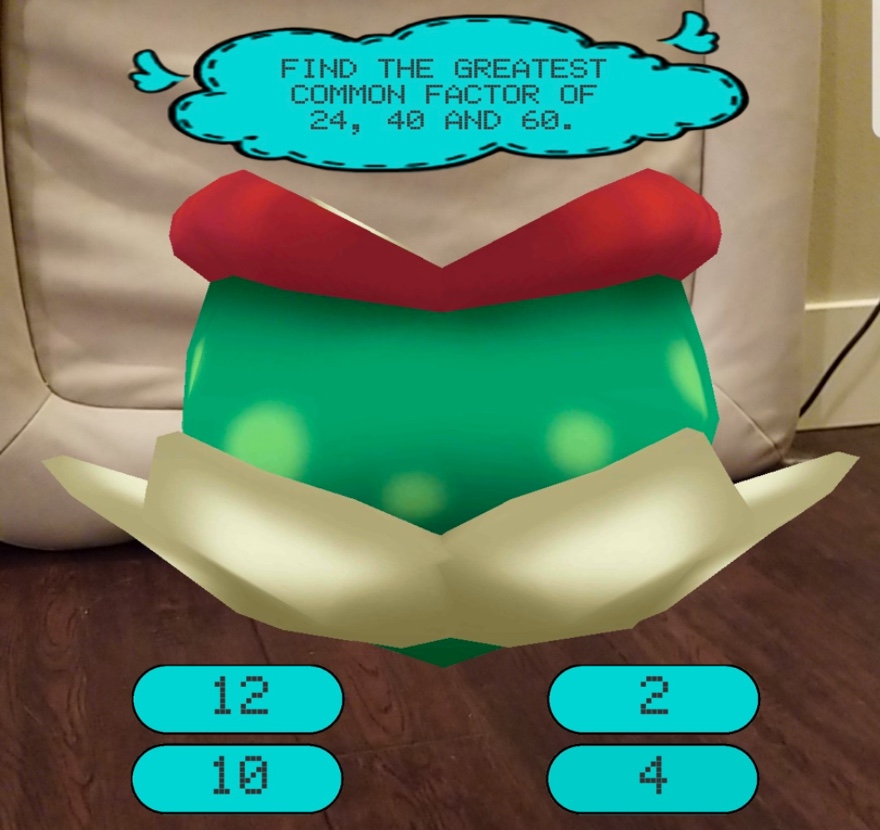 FIND THE GREATEST
COMMON FACTOR OF
24, 40 AND 60.
12
2
10
4